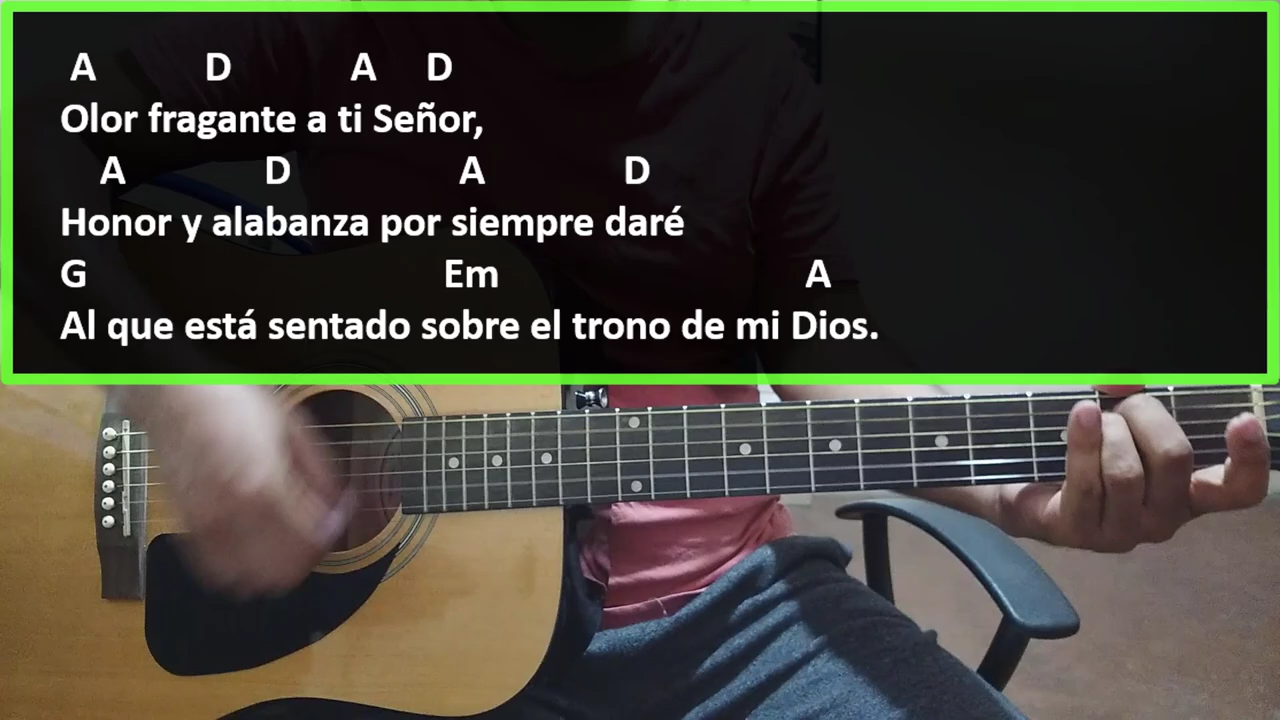 A D A D
Olor fragante a ti Señor,
A D A D
Honor y alabanza por siempre daré
G Em A
Al que está sentado sobre el trono de mi Dios.